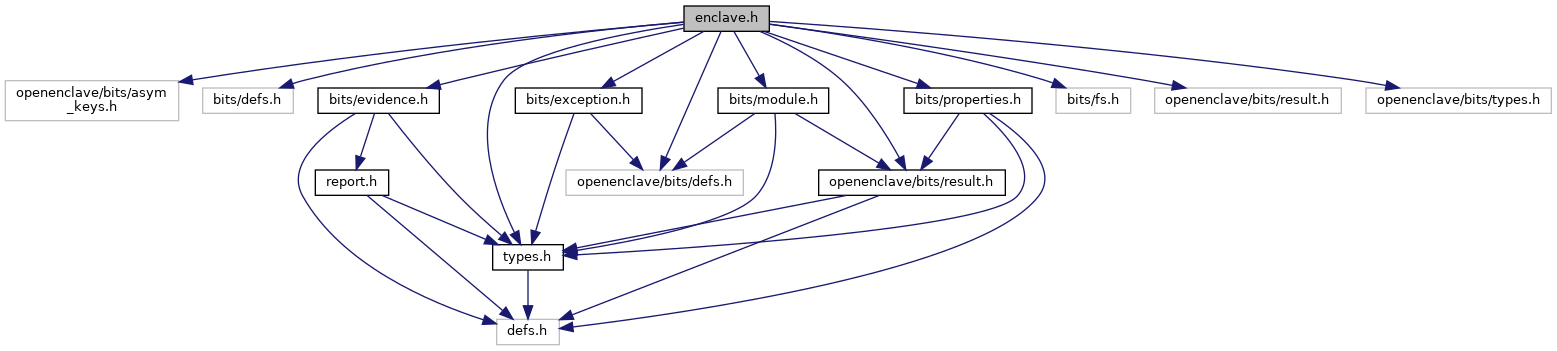 enclave.h
openenclave/bits/asym
_keys.h
bits/defs.h
bits/evidence.h
bits/exception.h
bits/module.h
bits/properties.h
bits/fs.h
openenclave/bits/result.h
openenclave/bits/types.h
report.h
openenclave/bits/defs.h
openenclave/bits/result.h
types.h
defs.h